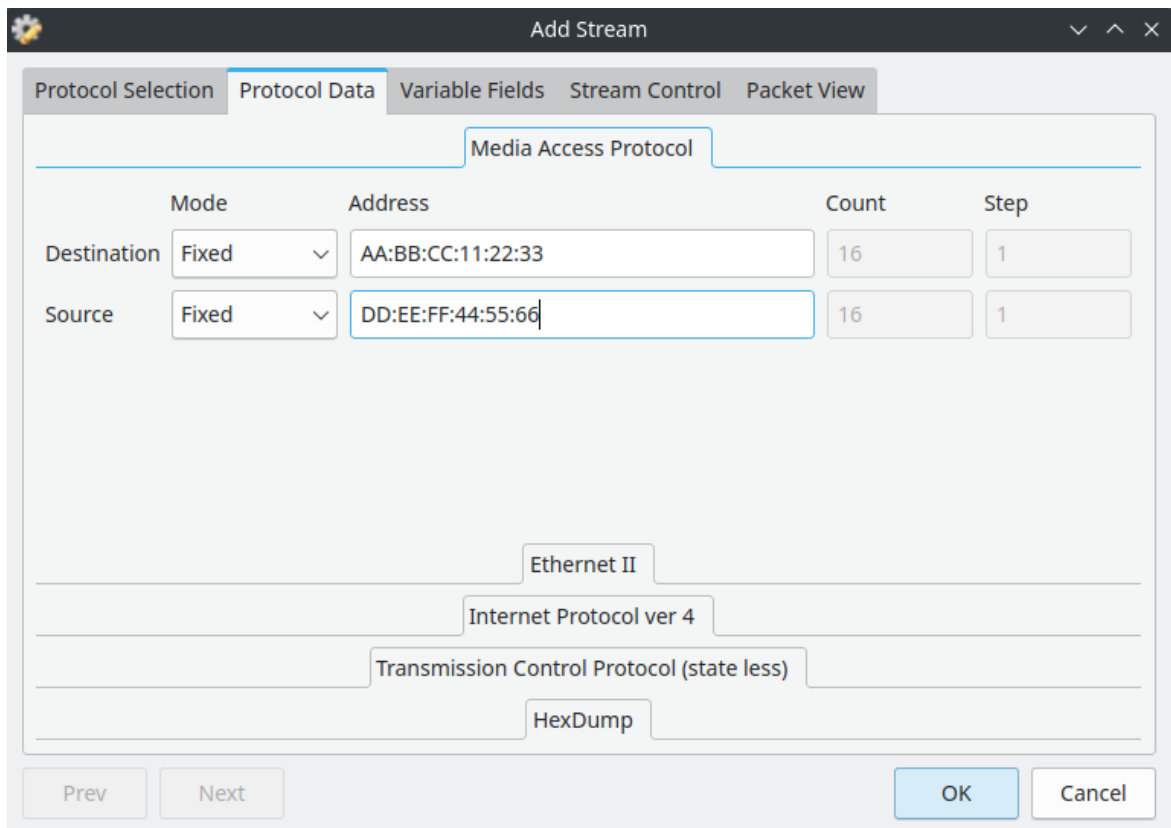 Add Stream
Protocol Selection Protocol Data Variable Fields Stream Control Packet View
Media Access Protocol
Mode Address Count Step
Destination Fixed AA:BB:CC:11:22:33 16 1
Source Fixed DD:EE:FF:44:55:66 16 1
Ethernet II
Internet Protocol ver 4
Transmission Control Protocol (state less)
HexDump
Prev Next OK Cancel